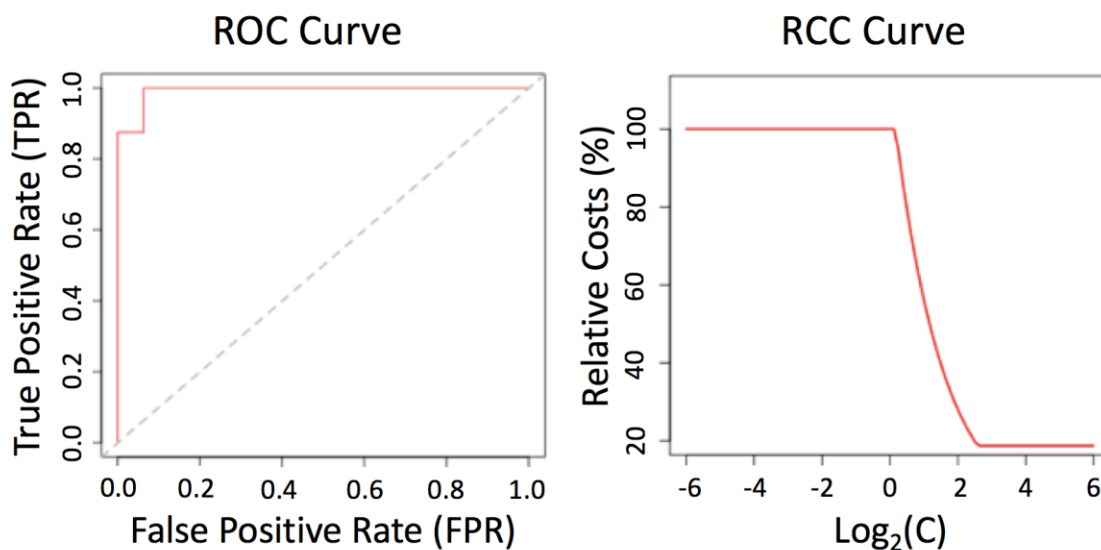 ROC Curve
True Positive Rate (TPR)
1.0
0.8
0.6
0.4
0.2
0.0
0.0 0.2 0.4 0.6 0.8 1.0
False Positive Rate (FPR)
RCC Curve
Relative Costs (%)
100
80
60
40
20
-6 -4 -2 0 2 4 6
Log₂(C)